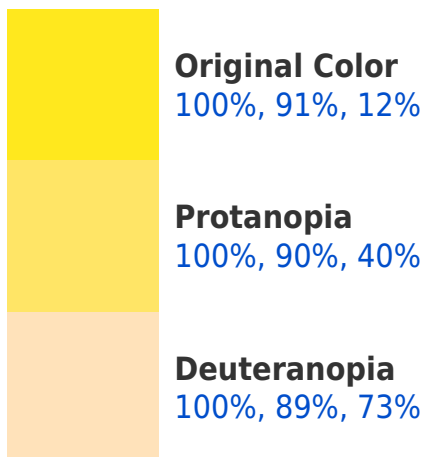 Original Color
100%, 91%, 12%
Protanopia
100%, 90%, 40%
Deuteranopia
100%, 89%, 73%